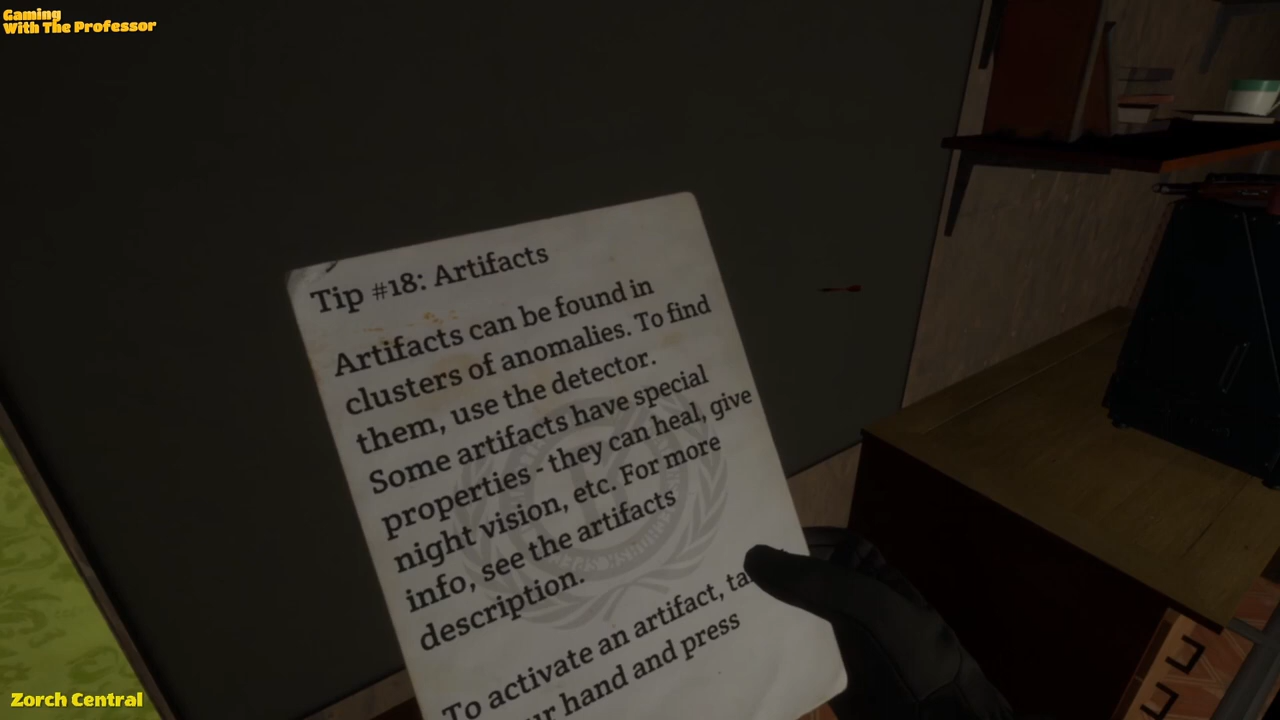 Gaming
With The Professor
Tip #18: Artifacts
Artifacts can be found in
clusters of anomalies. To find
them, use the detector.
Some artifacts have special
properties - they can heal, give
night vision, etc. For more
info, see the artifacts
description.
To activate an artifact,
hand and press
Zorch Central